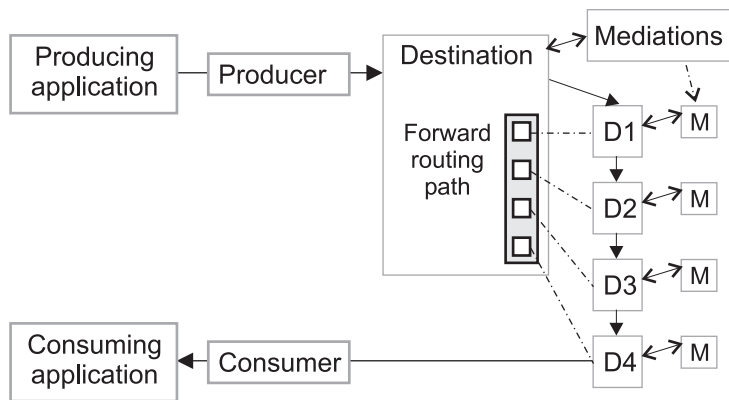 Producing
application
Producer
Destination
Mediations
Forward
routing
path
D1
M
D2
M
D3
M
D4
M
Consuming
application
Consumer